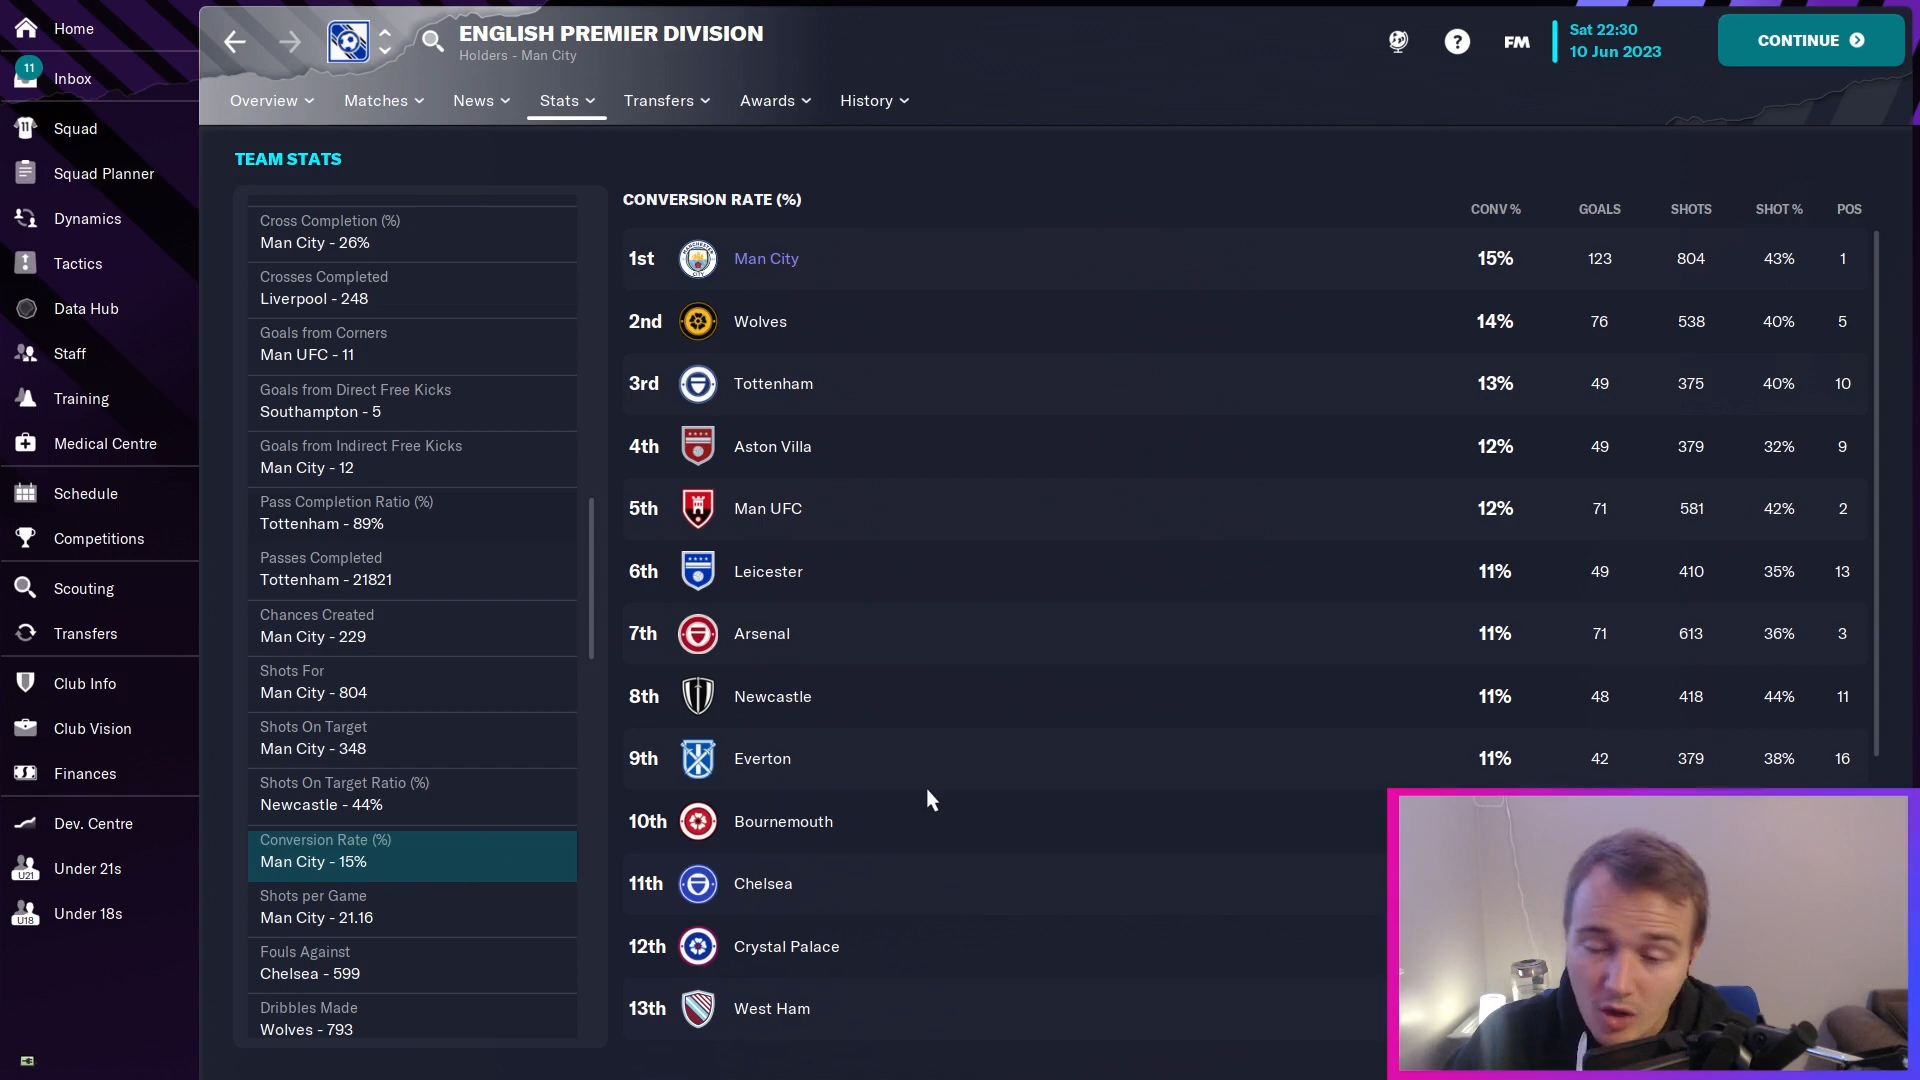 Home
11
Inbox
Squad
Squad Planner
Dynamics
Tactics
Data Hub
Staff
Training
Medical Centre
Schedule
Competitions
Scouting
Transfers
Club Info
Club Vision
Finances
Dev. Centre
U21
Under 21s
U18
Under 18s
ENGLISH PREMIER DIVISION
Holders - Man City
?
FM
Sat 22:30
10 Jun 2023
CONTINUE
Overview
Matches
News
Stats
Transfers
Awards
History
TEAM STATS
Cross Completion (%)
Man City - 26%
Crosses Completed
Liverpool - 248
Goals from Corners
Man UFC - 11
Goals from Direct Free Kicks
Southampton - 5
Goals from Indirect Free Kicks
Man City - 12
Pass Completion Ratio (%)
Tottenham - 89%
Passes Completed
Tottenham - 21821
Chances Created
Man City - 229
Shots For
Man City - 804
Shots On Target
Man City - 348
Shots On Target Ratio (%)
Newcastle - 44%
Conversion Rate (%)
Man City - 15%
Shots per Game
Man City - 21.16
Fouls Against
Chelsea - 599
Dribbles Made
Wolves - 793
CONVERSION RATE (%)
CONV % GOALS SHOTS SHOT % POS
1st Man City 15% 123 804 43% 1
2nd Wolves 14% 76 538 40% 5
3rd Tottenham 13% 49 375 40% 10
4th Aston Villa 12% 49 379 32% 9
5th Man UFC 12% 71 581 42% 2
6th Leicester 11% 49 410 35% 13
7th Arsenal 11% 71 613 36% 3
8th Newcastle 11% 48 418 44% 11
9th Everton 11% 42 379 38% 16
10th Bournemouth
11th Chelsea
12th Crystal Palace
13th West Ham